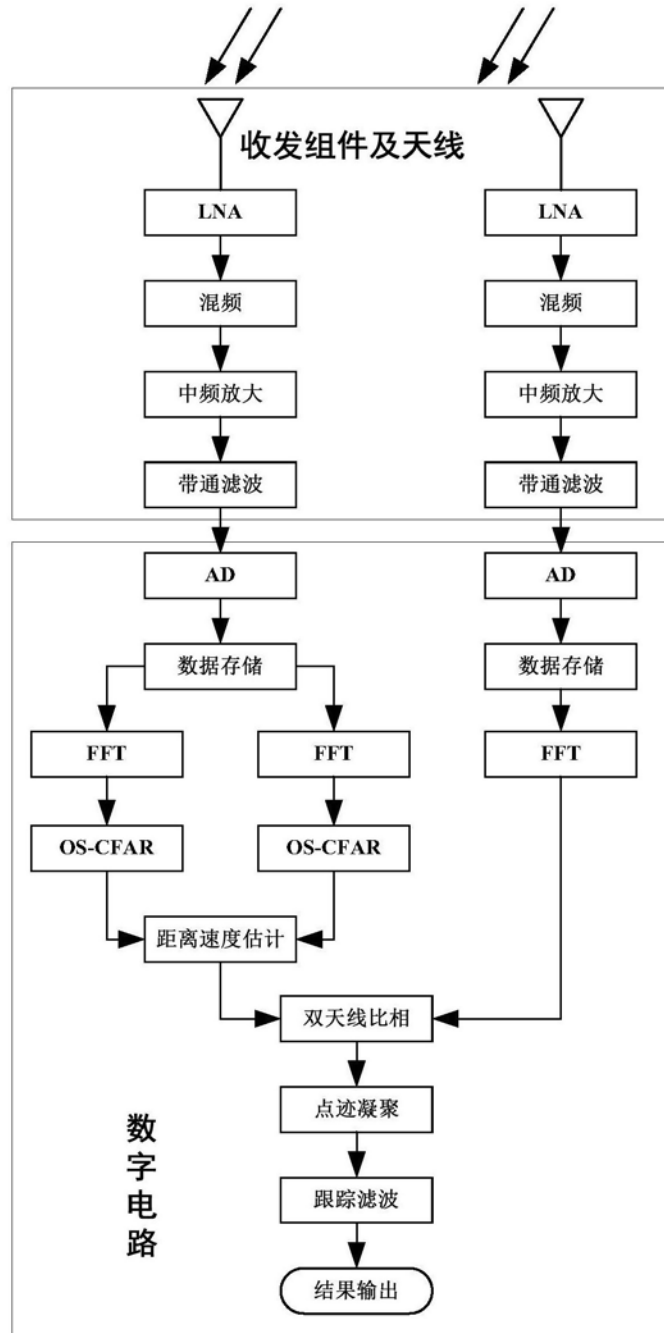 收发组件及天线
LNA
LNA
混频
混频
中频放大
中频放大
带通滤波
带通滤波
AD
AD
数据存储
数据存储
FFT
FFT
FFT
OS-CFAR
OS-CFAR
距离速度估计
双天线比相
点迹凝聚
跟踪滤波
结果输出
数字电路